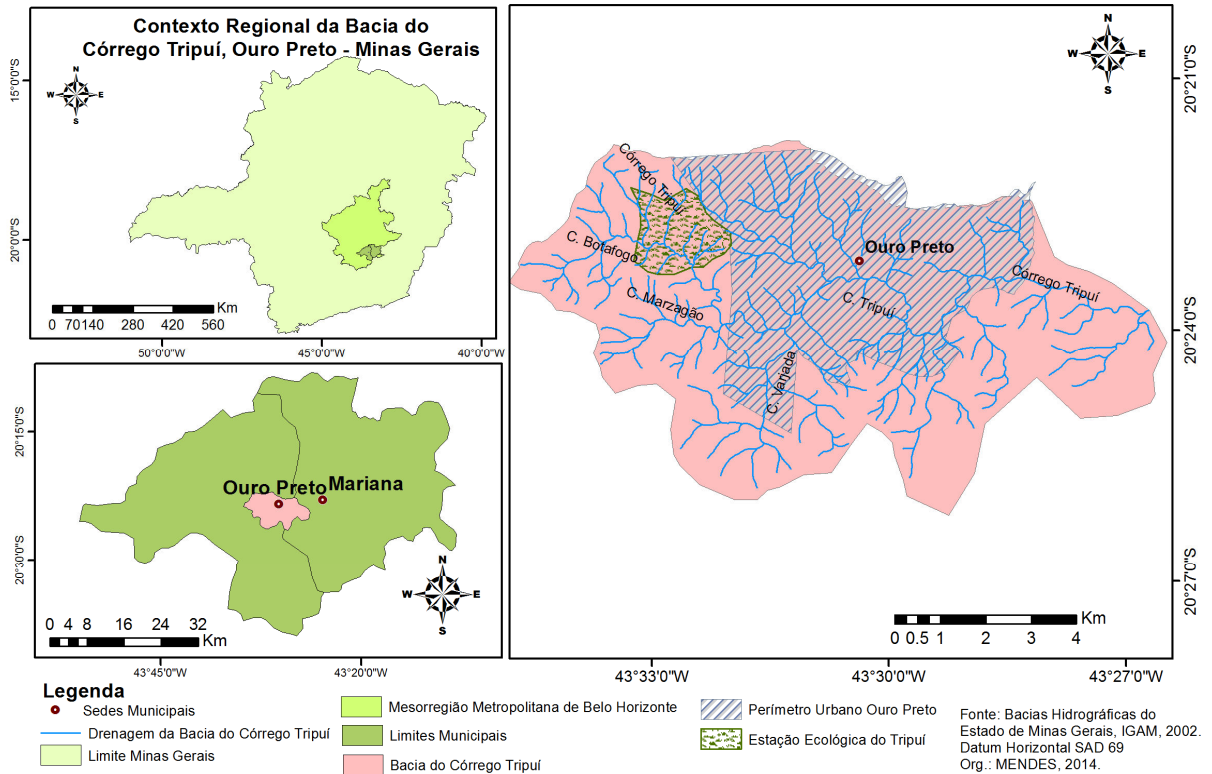 Contexto Regional da Bacia do
Córrego Tripuí, Ouro Preto - Minas Gerais
N
W E
S
15°0'0"S
20°0'0"S
0 70 140 280 420 560 Km
50°0'0"W 45°0'0"W 40°0'0"W
20°15'0"S
20°30'0"S
Ouro Preto
Mariana
N
W E
S
0 4 8 16 24 32 Km
43°45'0"W 43°20'0"W
N
W E
S
20°21'0"S
20°24'0"S
20°27'0"S
Córrego Tripuí
C. Botafogo
C. Marzagão
Ouro Preto
C. Tripuí
Córrego Tripuí
C. Varjada
0 0.5 1 2 3 4 Km
43°33'0"W 43°30'0"W 43°27'0"W
Legenda
Sedes Municipais
Drenagem da Bacia do Córrego Tripuí
Limite Minas Gerais
Mesorregião Metropolitana de Belo Horizonte
Limites Municipais
Bacia do Córrego Tripuí
Perímetro Urbano Ouro Preto
Estação Ecológica do Tripuí
Fonte: Bacias Hidrográficas do
Estado de Minas Gerais, IGAM, 2002.
Datum Horizontal SAD 69
Org.: MENDES, 2014.